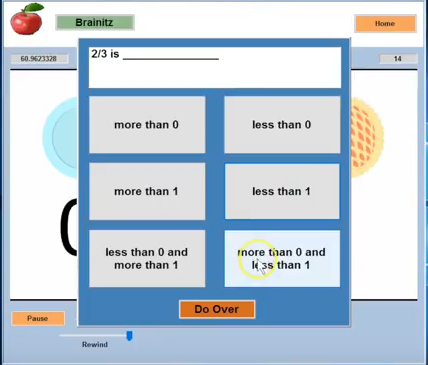 Brainitz
Home
60.9623328
14
2/3 is _______________
more than 0
less than 0
more than 1
less than 1
less than 0 and
more than 1
more than 0 and
less than 1
Do Over
Pause
Rewind